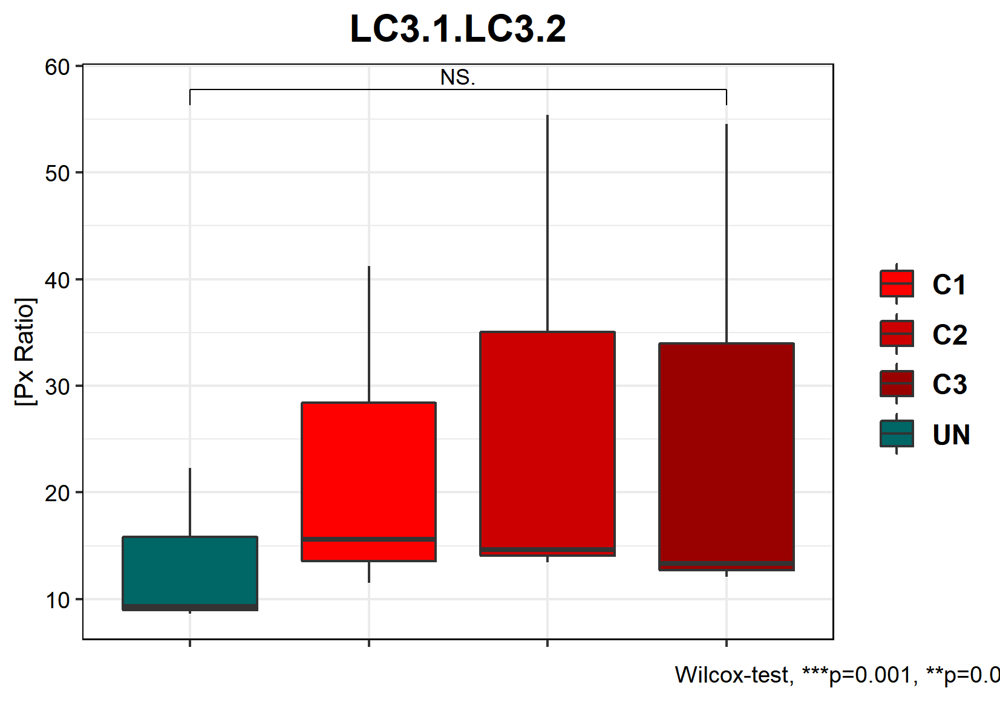 LC3.1.LC3.2
NS.
60
50
40
30
20
10
[Px Ratio]
C1
C2
C3
UN
Wilcox-test, ***p=0.001, **p=0.0